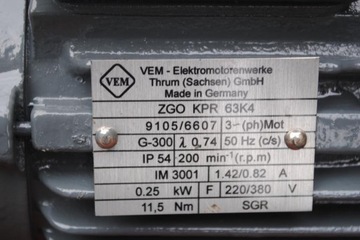 VEM
VEM - Elektromotorenwerke
Thrum (Sachsen) GmbH
Made in Germany
ZGO KPR 63K4
9105/6607 3~(ph)Mot
G-300 λ 0,74 50 Hz (c/s)
IP 54 200 min⁻¹(r.p.m)
IM 3001 1.42/0.82 A
0.25 kW F 220/380 V
11,5 Nm SGR